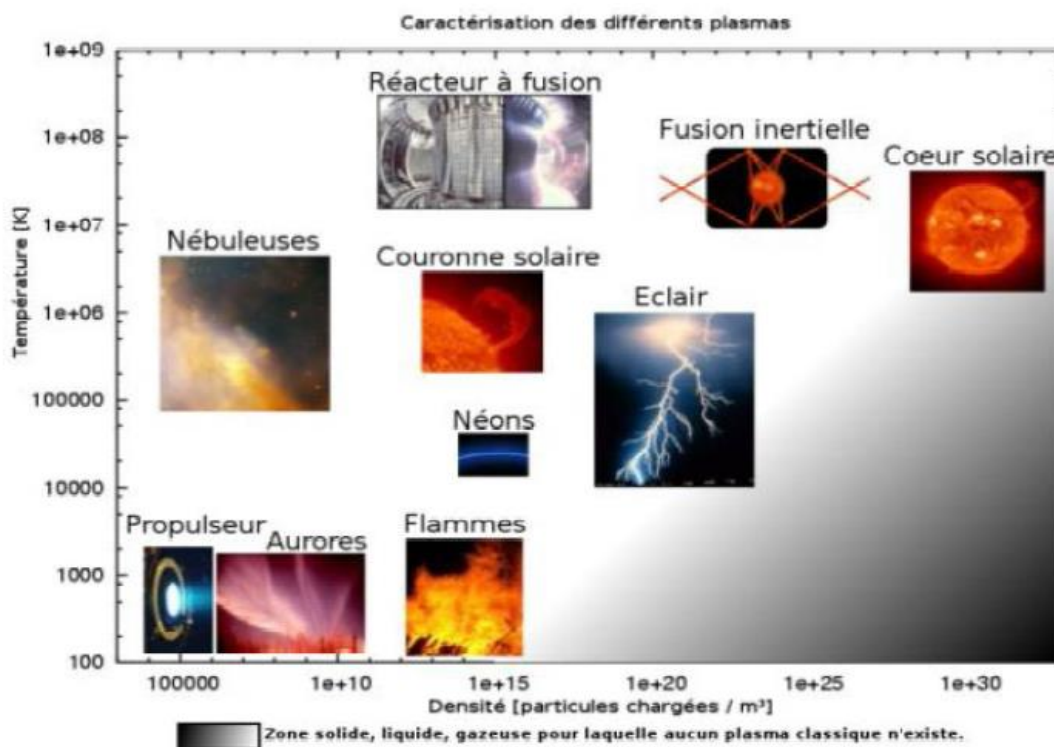 Caractérisation des différents plasmas
1e+09
Réacteur à fusion
1e+08
Fusion inertielle
Coeur solaire
1e+07
Nébuleuses
Couronne solaire
Eclair
1e+06
Température [K]
100000
Néons
10000
Propulseur
Aurores
Flammes
1000
100
100000 1e+10 1e+15 1e+20 1e+25 1e+30
Densité [particules chargées / m³]
Zone solide, liquide, gazeuse pour laquelle aucun plasma classique n'existe.